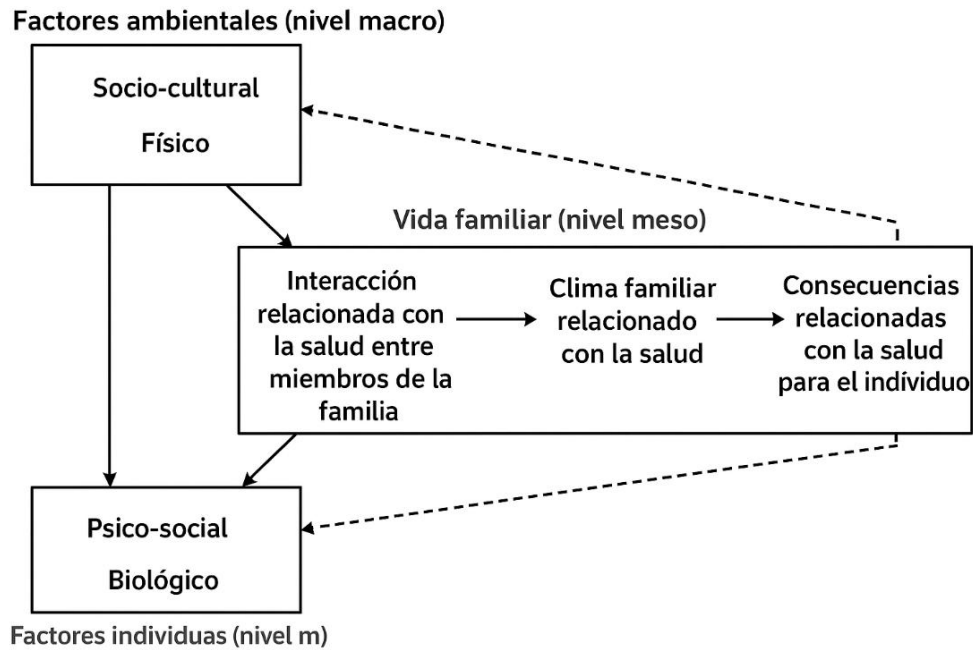 Factores ambientales (nivel macro)
Socio-cultural
Físico
Vida familiar (nivel meso)
Interacción
relacionada con
la salud entre
miembros de la
familia
Clima familiar
relacionado
con la salud
Consecuencias
relacionadas
con la salud
para el indíviduo
Psico-social
Biológico
Factores individuas (nivel m)